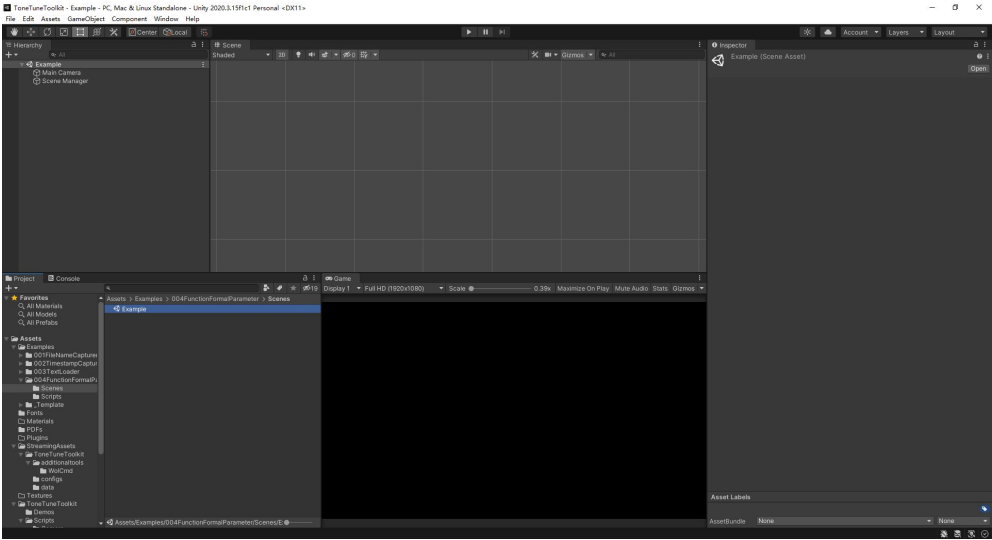 ToneTuneToolkit - Example - PC, Mac & Linux Standalone - Unity 2020.3.15f1c1 Personal <DX11>
File Edit Assets GameObject Component Window Help
Center Local
Account Layers Layout
Hierarchy
All
Example
Main Camera
Scene Manager
Scene
Shaded 2D 0 Gizmos All
Inspector
Example (Scene Asset)
Open
Project Console
19
Favorites
All Materials
All Models
All Prefabs
Assets
Examples
001FileNameCapturer
002TimestampCaptur
003TextLoader
004FunctionFormalPa
Scenes
Scripts
_Template
Fonts
Materials
PDFs
Plugins
StreamingAssets
ToneTuneToolkit
additionaltools
WolCmd
configs
data
Textures
ToneTuneToolkit
Demos
Scripts
Assets > Examples > 004FunctionFormalParameter > Scenes
Example
Assets/Examples/004FunctionFormalParameter/Scenes/E
Game
Display 1 Full HD (1920x1080) Scale 0.39x Maximize On Play Mute Audio Stats Gizmos
Asset Labels
AssetBundle None None